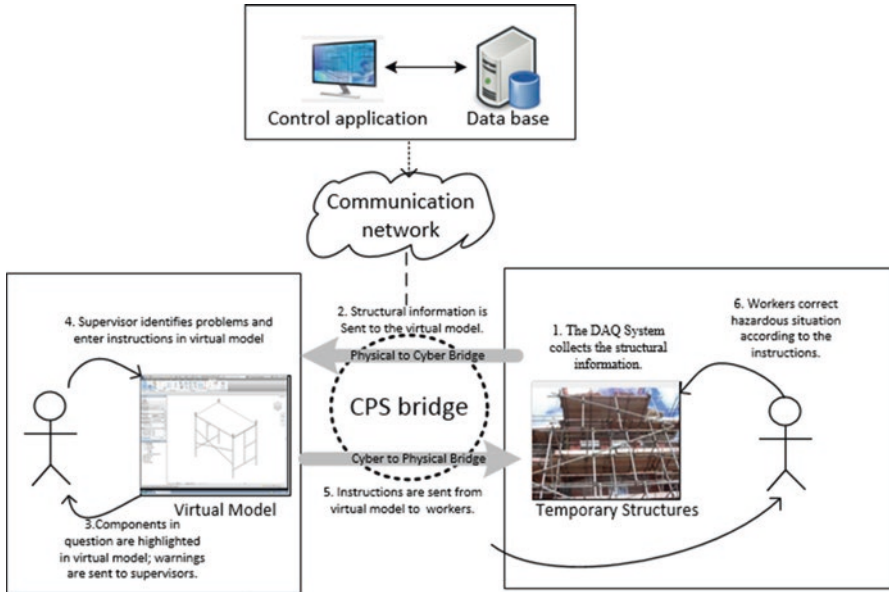 Control application
Data base
Communication
network
4. Supervisor identifies problems and
enter instructions in virtual model
2. Structural information is
Sent to the virtual model.
1. The DAQ System
collects the structural
information.
6. Workers correct
hazardous situation
according to the
instructions.
Physical to Cyber Bridge
CPS bridge
Cyber to Physical Bridge
Virtual Model
5. Instructions are sent from
virtual model to workers.
Temporary Structures
3.Components in
question are highlighted
in virtual model; warnings
are sent to supervisors.